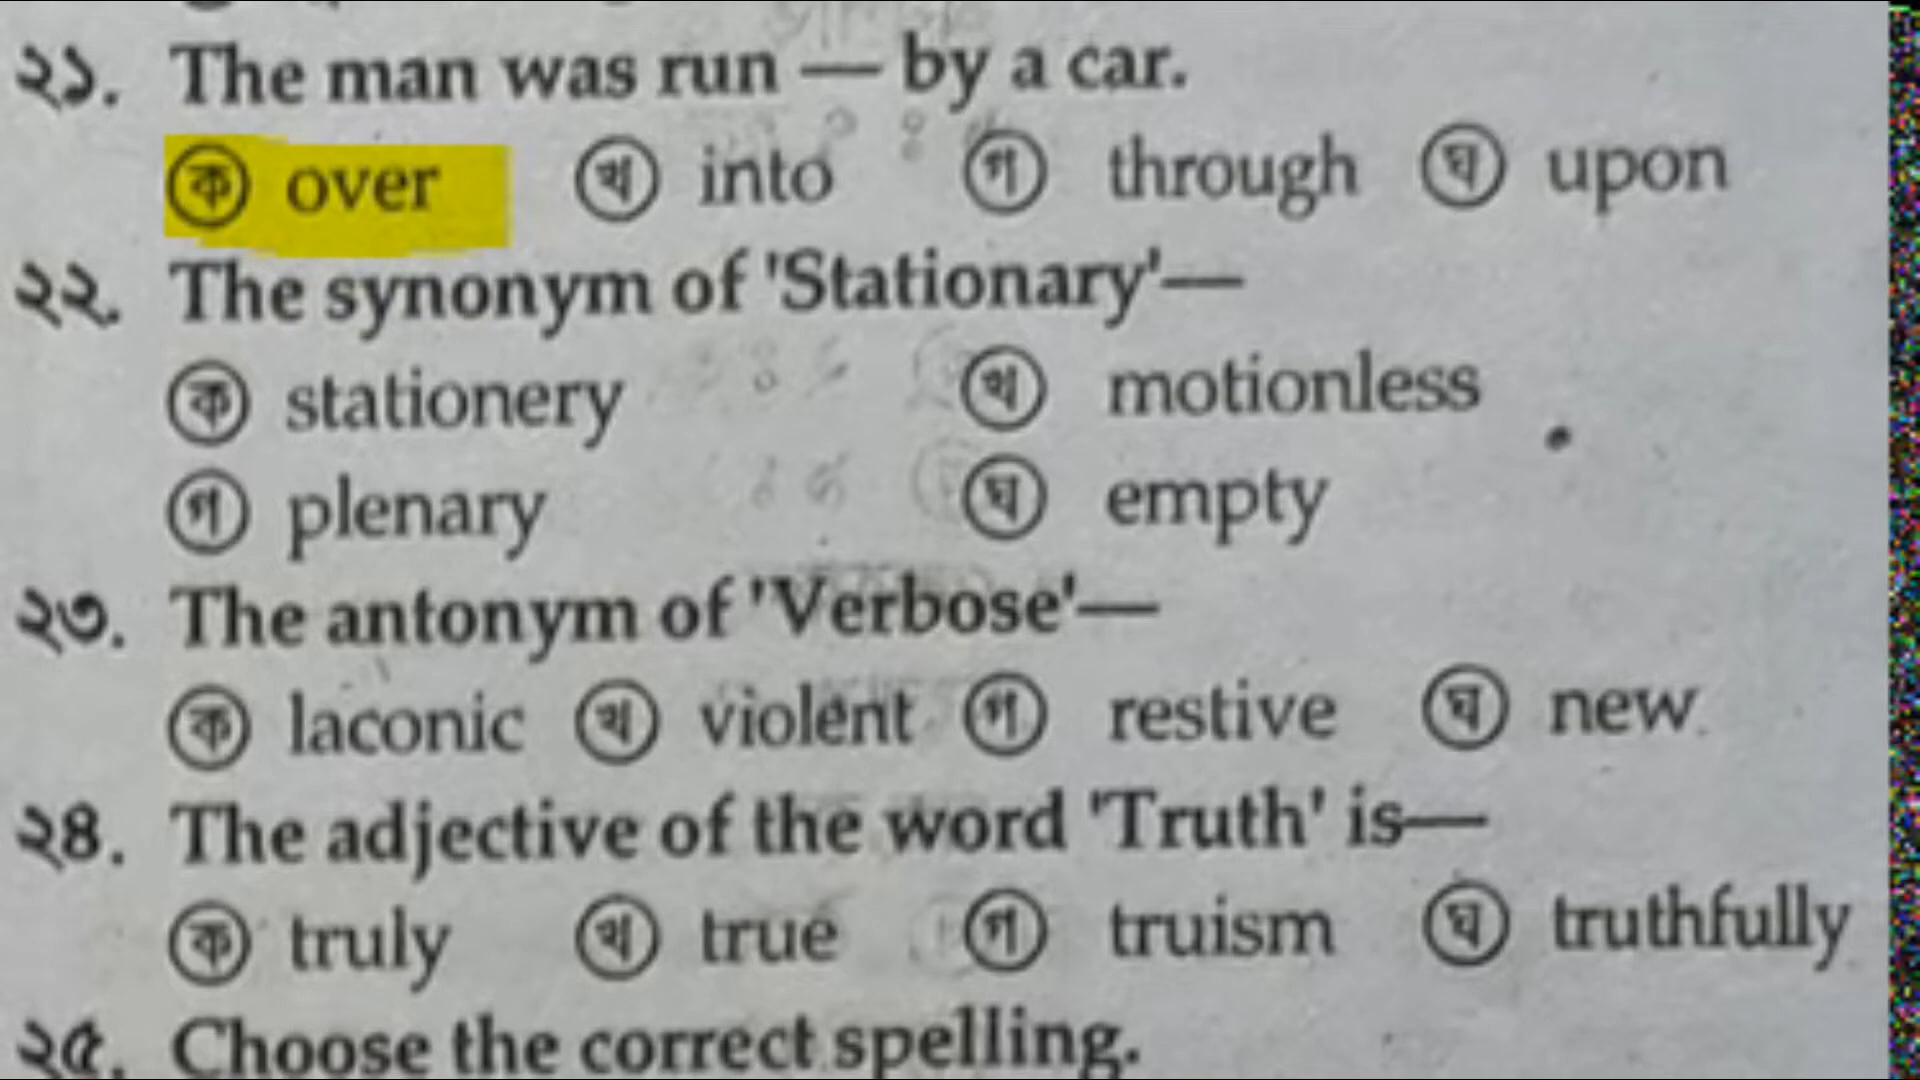 ২১. The man was run — by a car.
ক over খ into গ through ঘ upon
২২. The synonym of 'Stationary'—
ক stationery খ motionless
গ plenary ঘ empty
২৩. The antonym of 'Verbose'—
ক laconic খ violent গ restive ঘ new
২৪. The adjective of the word 'Truth' is—
ক truly খ true গ truism ঘ truthfully
২৫. Choose the correct spelling.